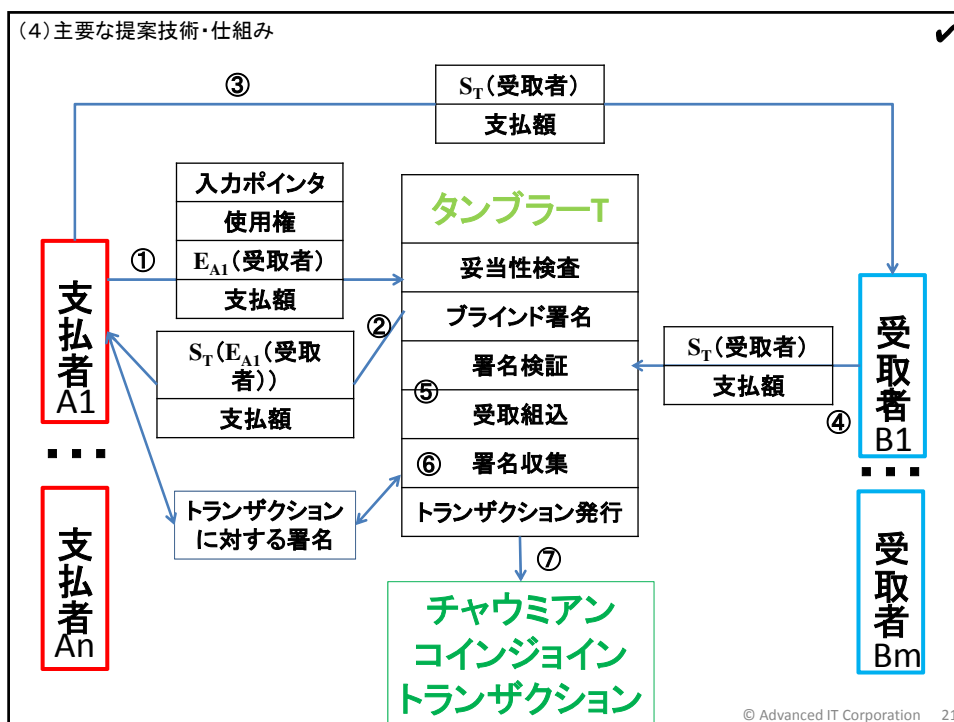 (4)主要な提案技術・仕組み
✔
③
S_T(受取者)
支払額
入力ポインタ
使用権
E_A1(受取者)
支払額
①
タンブラーT
妥当性検査
ブラインド署名
署名検証
受取組込
署名収集
トランザクション発行
支払者
A1
②
S_T(E_A1(受取
者))
支払額
⑤
⑥
S_T(受取者)
支払額
④
受取者
B1
・・・
・・・
トランザクション
に対する署名
支払者
An
⑦
チャウミアン
コインジョイン
トランザクション
受取者
Bm
© Advanced IT Corporation 21